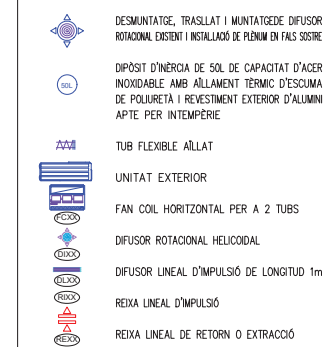 DESMUNTATGE, TRASLLAT I MUNTATGEDE DIFUSOR
ROTACIONAL EXISTENT I INSTAL·LACIÓ DE PLÈNUM EN FALS SOSTRE
50L
DIPÒSIT D'INÈRCIA DE 50L DE CAPACITAT D'ACER
INOXIDABLE AMB AÏLLAMENT TÈRMIC D'ESCUMA
DE POLIURETÀ I REVESTIMENT EXTERIOR D'ALUMINI
APTE PER INTEMPÈRIE
TUB FLEXIBLE AÏLLAT
UNITAT EXTERIOR
FCXX
FAN COIL HORITZONTAL PER A 2 TUBS
DIXX
DIFUSOR ROTACIONAL HELICOIDAL
DLXX
DIFUSOR LINEAL D'IMPULSIÓ DE LONGITUD 1m
RIXX
REIXA LINEAL D'IMPULSIÓ
REXX
REIXA LINEAL DE RETORN O EXTRACCIÓ